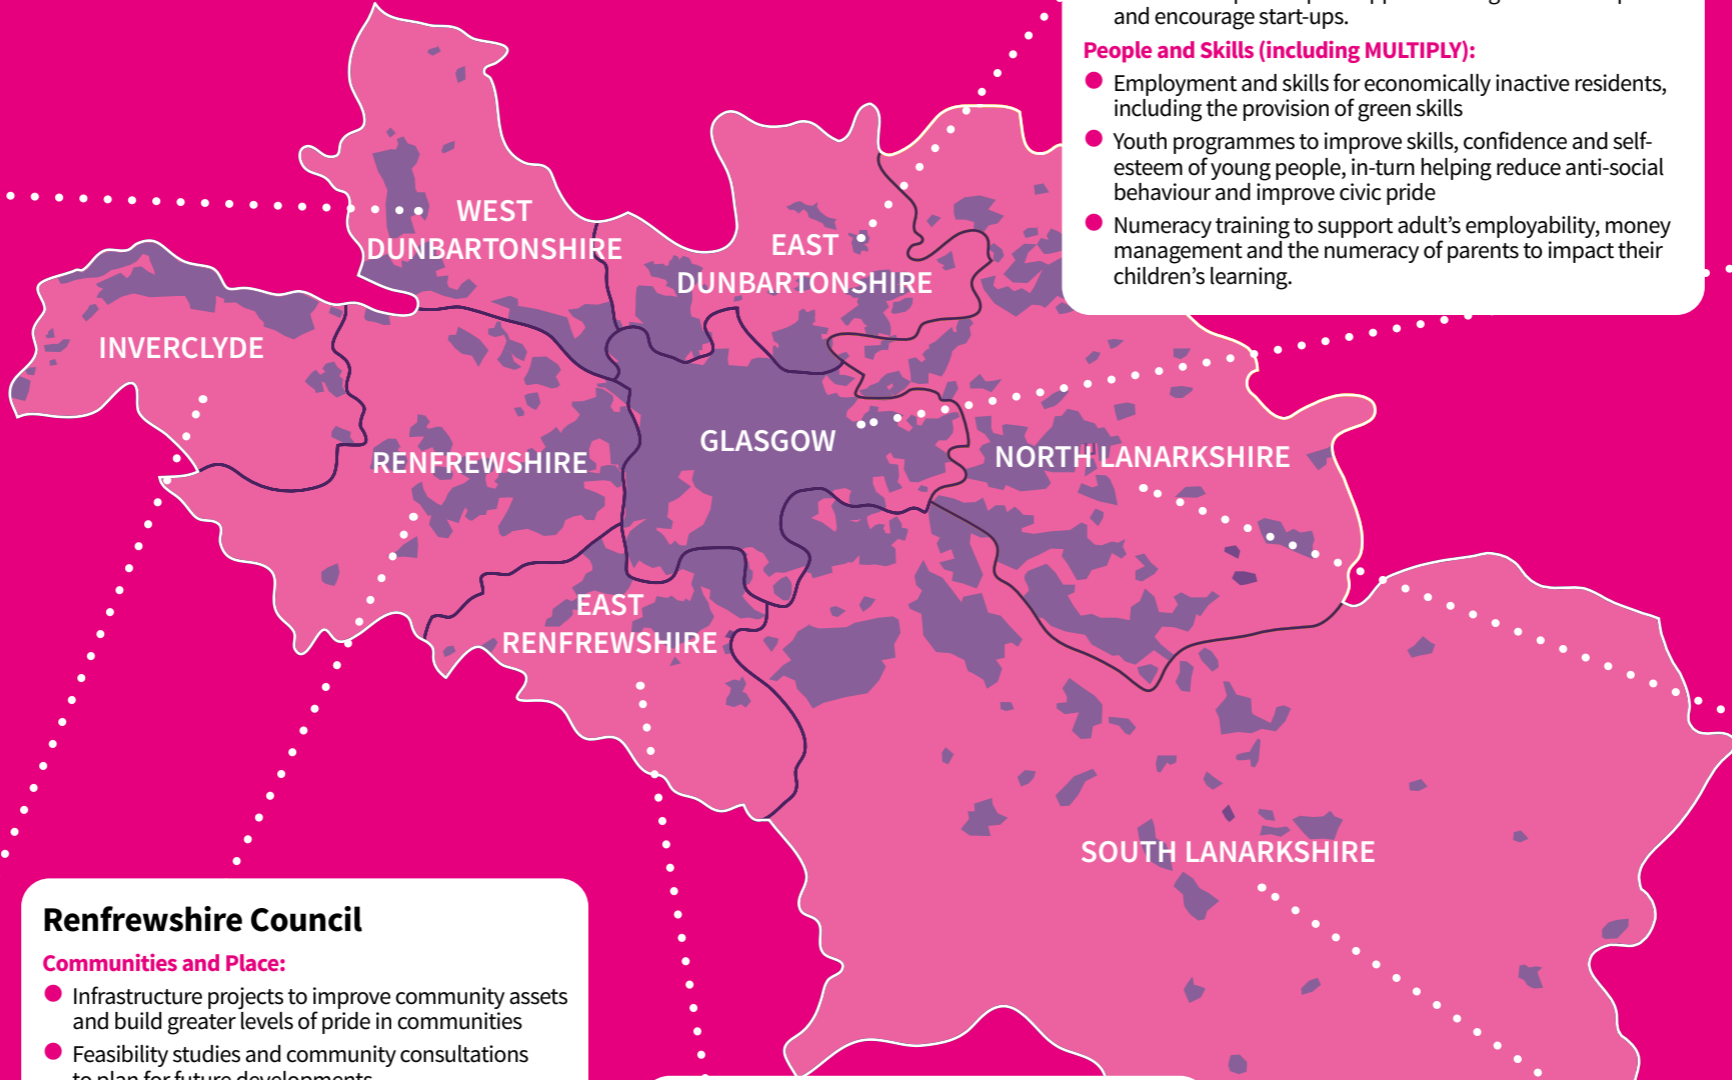 and encourage start-ups.
People and Skills (including MULTIPLY):
Employment and skills for economically inactive residents,
including the provision of green skills
Youth programmes to improve skills, confidence and self-
esteem of young people, in-turn helping reduce anti-social
behaviour and improve civic pride
Numeracy training to support adult's employability, money
management and the numeracy of parents to impact their
children's learning.
WEST
DUNBARTONSHIRE
EAST
DUNBARTONSHIRE
INVERCLYDE
RENFREWSHIRE
GLASGOW
NORTH LANARKSHIRE
EAST
RENFREWSHIRE
SOUTH LANARKSHIRE
Renfrewshire Council
Communities and Place:
Infrastructure projects to improve community assets
and build greater levels of pride in communities
Feasibility studies and community consultations
to plan for future developments